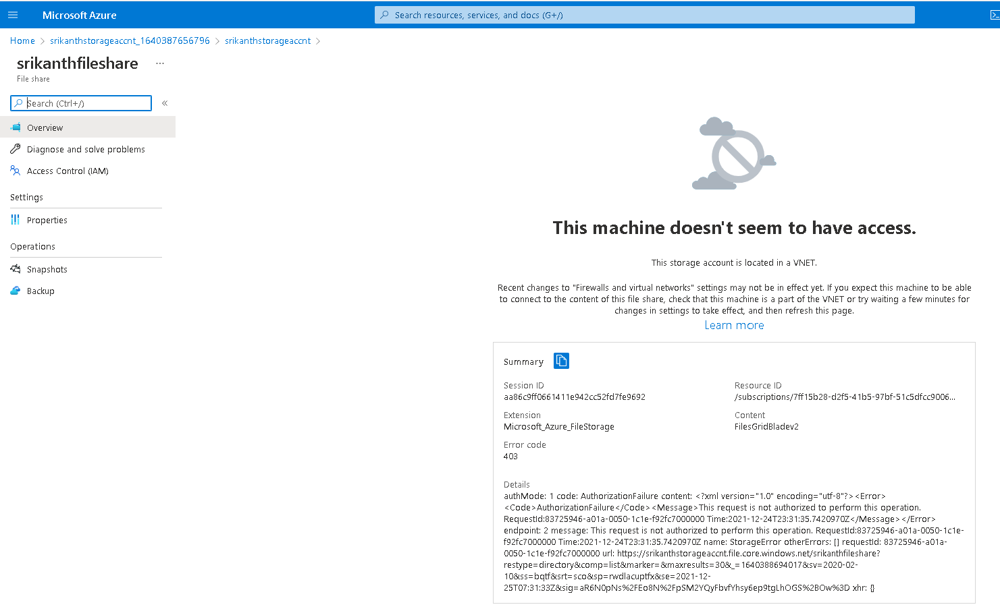 Microsoft Azure
Search resources, services, and docs (G+/)
Home > srikanthstorageaccnt_1640387656796 > srikanthstorageaccnt >
srikanthfileshare ...
File share
Search (Ctrl+/) «
Overview
Diagnose and solve problems
Access Control (IAM)
Settings
Properties
Operations
Snapshots
Backup
This machine doesn't seem to have access.
This storage account is located in a VNET.
Recent changes to "Firewalls and virtual networks" settings may not be in effect yet. If you expect this machine to be able
to connect to the content of this file share, check that this machine is a part of the VNET or try waiting a few minutes for
changes in settings to take effect, and then refresh this page.
Learn more
Summary
Session ID
aa86c9ff0661411e942cc52fd7fe9692
Resource ID
/subscriptions/7ff15b28-d2f5-41b5-97bf-51c5dfcc9006...
Extension
Microsoft_Azure_FileStorage
Content
FilesGridBladev2
Error code
403
Details
authMode: 1 code: AuthorizationFailure content: <?xml version="1.0" encoding="utf-8"?><Error>
<Code>AuthorizationFailure</Code><Message>This request is not authorized to perform this operation.
RequestId:83725946-a01a-0050-1c1e-f92fc7000000 Time:2021-12-24T23:31:35.7420970Z</Message></Error>
endpoint: 2 message: This request is not authorized to perform this operation. RequestId:83725946-a01a-0050-1c1e-
f92fc7000000 Time:2021-12-24T23:31:35.7420970Z name: StorageError otherErrors: [] requestId: 83725946-a01a-
0050-1c1e-f92fc7000000 url: https://srikanthstorageaccnt.file.core.windows.net/srikanthfileshare?
restype=directory&comp=list&marker=&maxresults=30&_=1640388694017&sv=2020-02-
10&ss=bqtf&srt=sco&sp=rwdlacuptfx&se=2021-12-
25T07:31:33Z&sig=aR6N0pNs%2FEo8N%2FpSM2YQyFbvfYhsy6ep9tgLhOGS%2BOw%3D xhr: {}